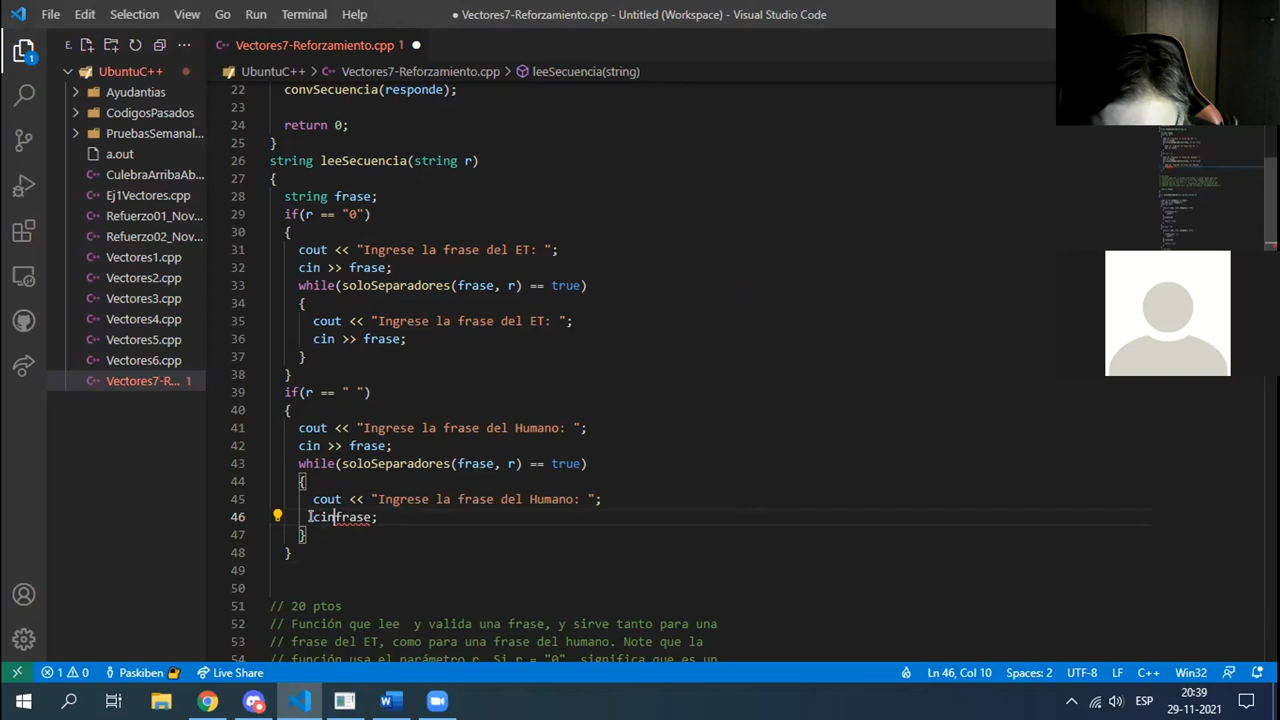 File Edit Selection View Go Run Terminal Help
● Vectores7-Reforzamiento.cpp - Untitled (Workspace) - Visual Studio Code
E
Vectores7-Reforzamiento.cpp 1 ●
1
UbuntuC++
Ayudantias
CodigosPasados
PruebasSemanal...
a.out
CulebraArribaAb...
Ej1Vectores.cpp
Refuerzo01_Nov...
Refuerzo02_Nov...
Vectores1.cpp
Vectores2.cpp
Vectores3.cpp
Vectores4.cpp
Vectores5.cpp
Vectores6.cpp
Vectores7-R... 1
UbuntuC++ > Vectores7-Reforzamiento.cpp > leeSecuencia(string)
22 convSecuencia(responde);
23
24 return 0;
25 }
26 string leeSecuencia(string r)
27 {
28 string frase;
29 if(r == "0")
30 {
31 cout << "Ingrese la frase del ET: ";
32 cin >> frase;
33 while(soloSeparadores(frase, r) == true)
34 {
35 cout << "Ingrese la frase del ET: ";
36 cin >> frase;
37 }
38 }
39 if(r == " ")
40 {
41 cout << "Ingrese la frase del Humano: ";
42 cin >> frase;
43 while(soloSeparadores(frase, r) == true)
44 {
45 cout << "Ingrese la frase del Humano: ";
46 cinfrase;
47 }
48 }
49
50
51 // 20 ptos
52 // Función que lee  y valida una frase, y sirve tanto para una
53 // frase del ET, como para una frase del humano. Note que la
54 // función usa el parámetro r. Si r = "0", significa que es un
1 0 Paskiben Live Share
Ln 46, Col 10 Spaces: 2 UTF-8 LF C++ Win32
ESP 20:39
29-11-2021